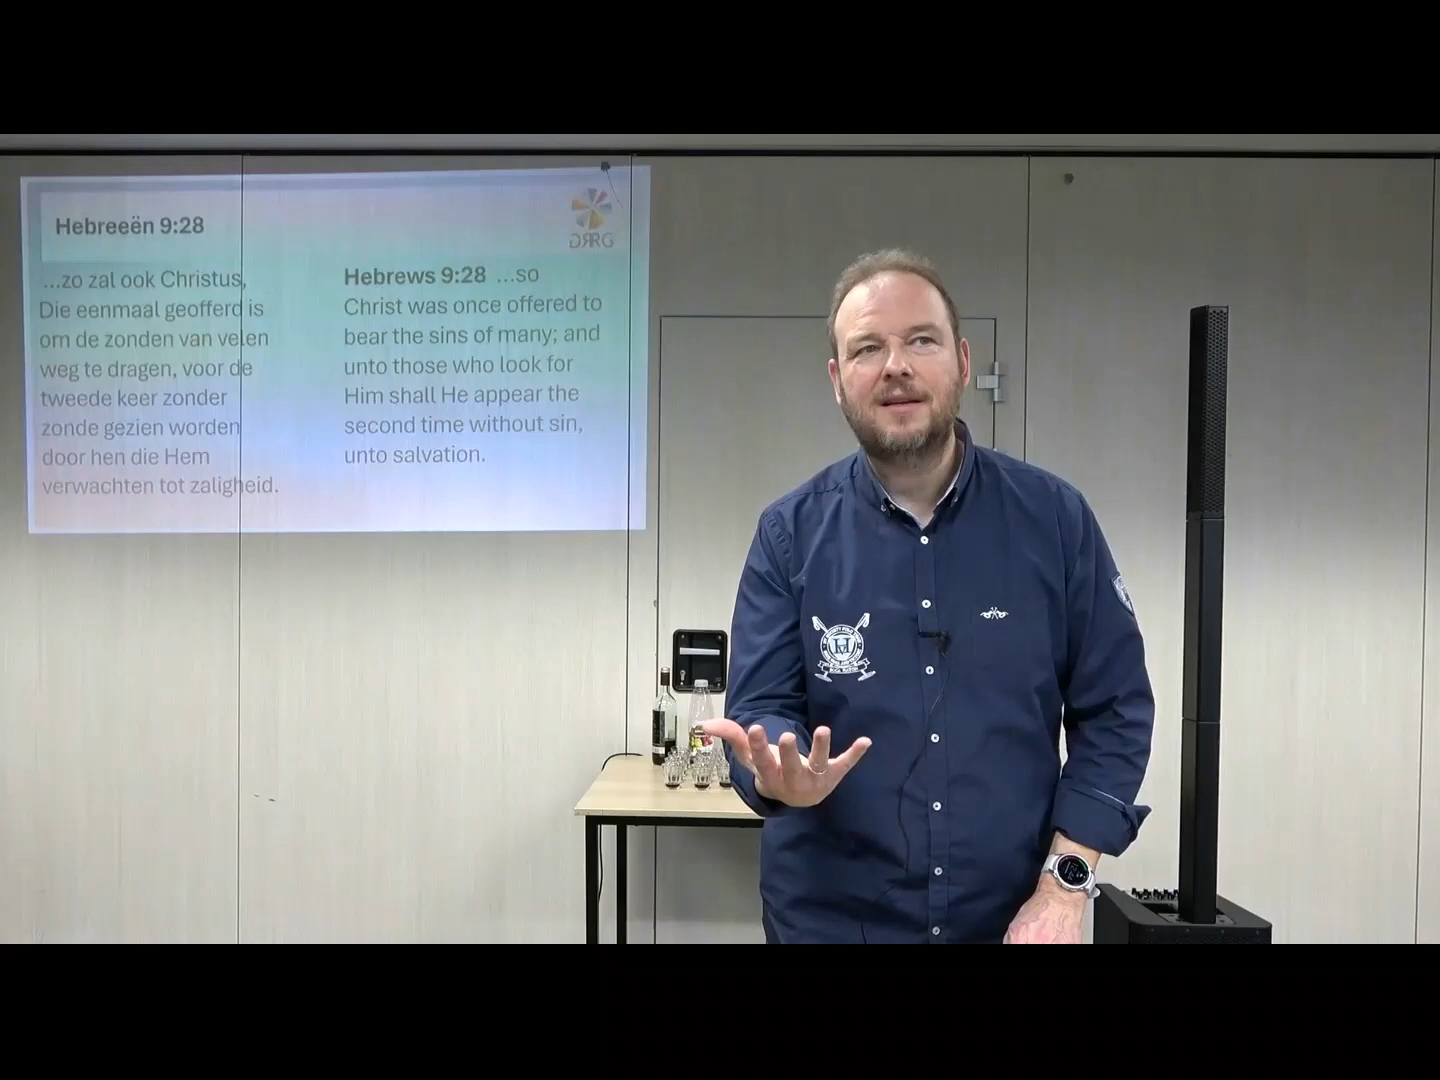 Hebreeën 9:28
…zo zal ook Christus,
Die eenmaal geofferd is
om de zonden van velen
weg te dragen, voor de
tweede keer zonder
zonde gezien worden
door hen die Hem
verwachten tot zaligheid.
GRRG
Hebrews 9:28 …so
Christ was once offered to
bear the sins of many; and
unto those who look for
Him shall He appear the
second time without sin,
unto salvation.